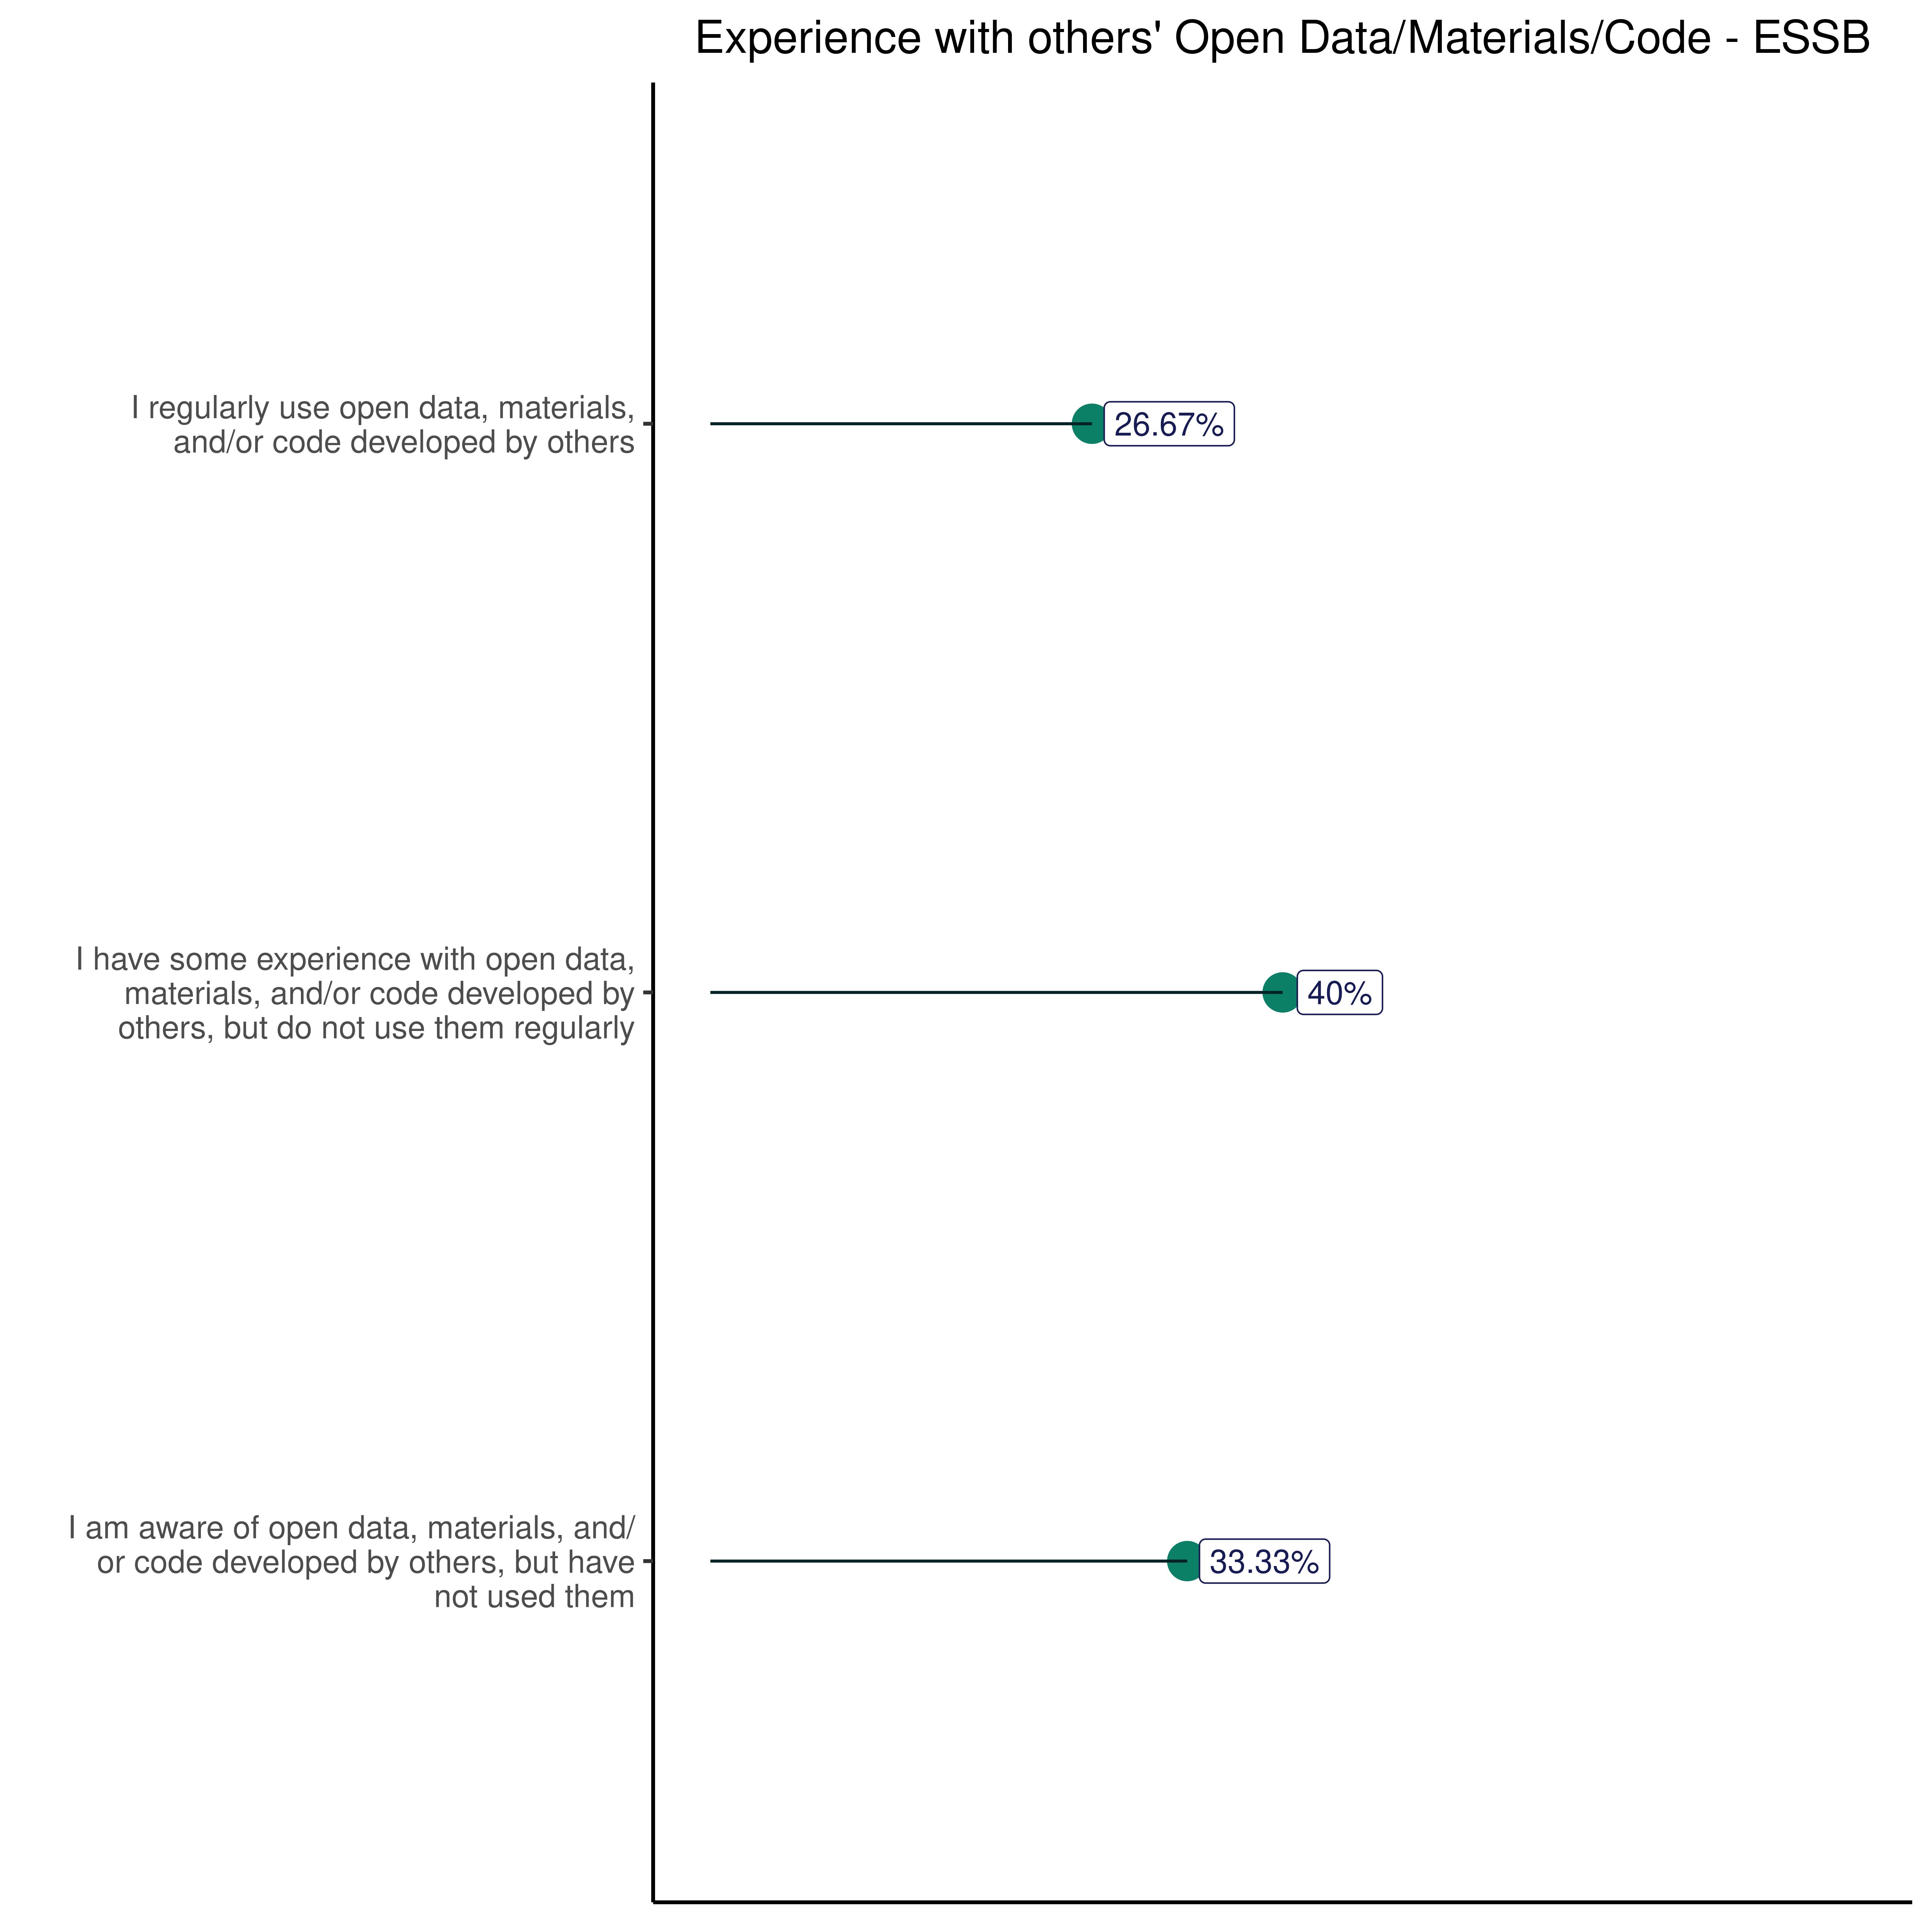 Experience with others' Open Data/Materials/Code - ESSB
I regularly use open data, materials,
and/or code developed by others
26.67%
I have some experience with open data,
materials, and/or code developed by
others, but do not use them regularly
40%
I am aware of open data, materials, and/
or code developed by others, but have
not used them
33.33%